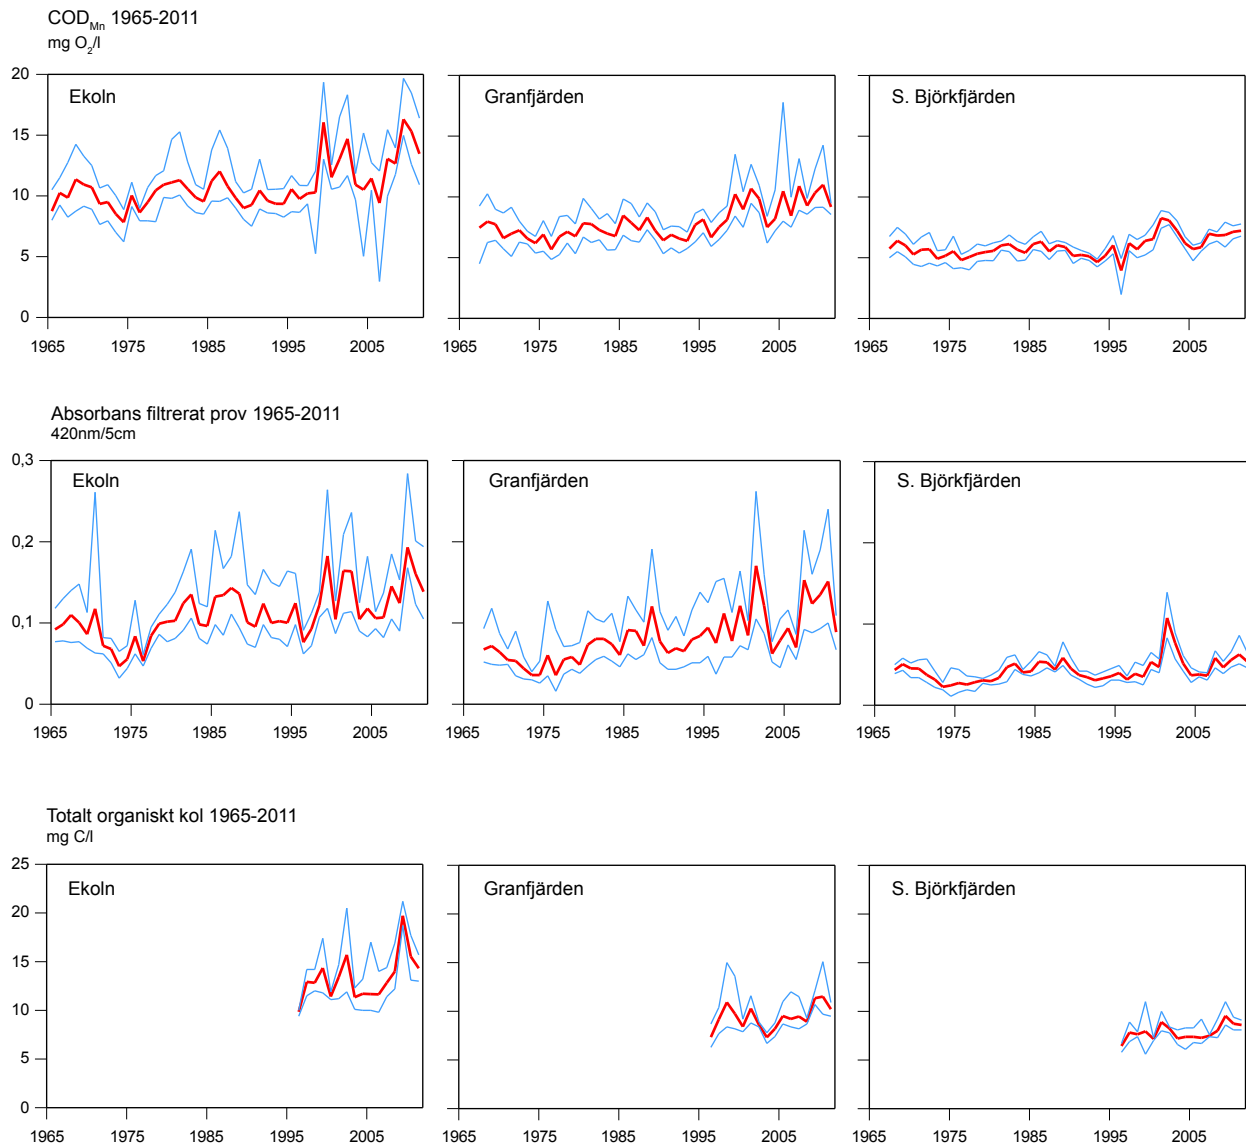 COD_Mn 1965-2011
mg O₂/l
20
15
10
5
0
Ekoln
Granfjärden
S. Björkfjärden
1965 1975 1985 1995 2005
1965 1975 1985 1995 2005
1965 1975 1985 1995 2005
Absorbans filtrerat prov 1965-2011
420nm/5cm
0,3
0,2
0,1
0
Ekoln
Granfjärden
S. Björkfjärden
1965 1975 1985 1995 2005
1965 1975 1985 1995 2005
1965 1975 1985 1995 2005
Totalt organiskt kol 1965-2011
mg C/l
25
20
15
10
5
0
Ekoln
Granfjärden
S. Björkfjärden
1965 1975 1985 1995 2005
1965 1975 1985 1995 2005
1965 1975 1985 1995 2005